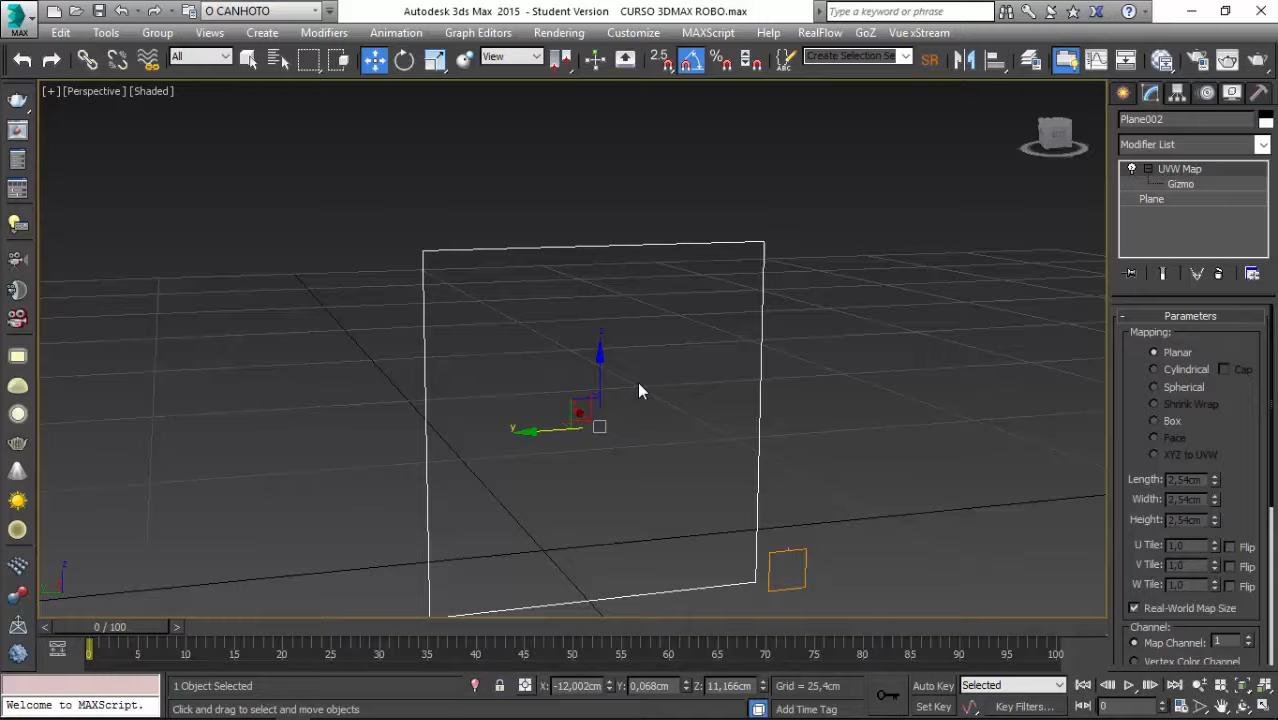 MAX
O CANHOTO
Autodesk 3ds Max  2015  - Student Version    CURSO 3DMAX ROBO.max
Type a keyword or phrase
Edit Tools Group Views Create Modifiers Animation Graph Editors Rendering Customize MAXScript Help RealFlow GoZ Vue xStream
All View 2.5 Create Selection Se SR
[+] [Perspective] [Shaded]
Plane002
Modifier List
UVW Map
Gizmo
Plane
Parameters
Mapping:
Planar
Cylindrical Cap
Spherical
Shrink Wrap
Box
Face
XYZ to UVW
Length: 2,54cm
Width: 2,54cm
Height: 2,54cm
U Tile: 1,0 Flip
V Tile: 1,0 Flip
W Tile: 1,0 Flip
Real-World Map Size
Channel:
Map Channel: 1
Vertex Color Channel
z
y
z
0 / 100
0 5 10 15 20 25 30 35 40 45 50 55 60 65 70 75 80 85 90 95 100
1 Object Selected X: -12,002cm Y: 0,068cm Z: 11,166cm Grid = 25,4cm Auto Key Selected
Welcome to MAXScript. Click and drag to select and move objects Add Time Tag Set Key Key Filters... 0